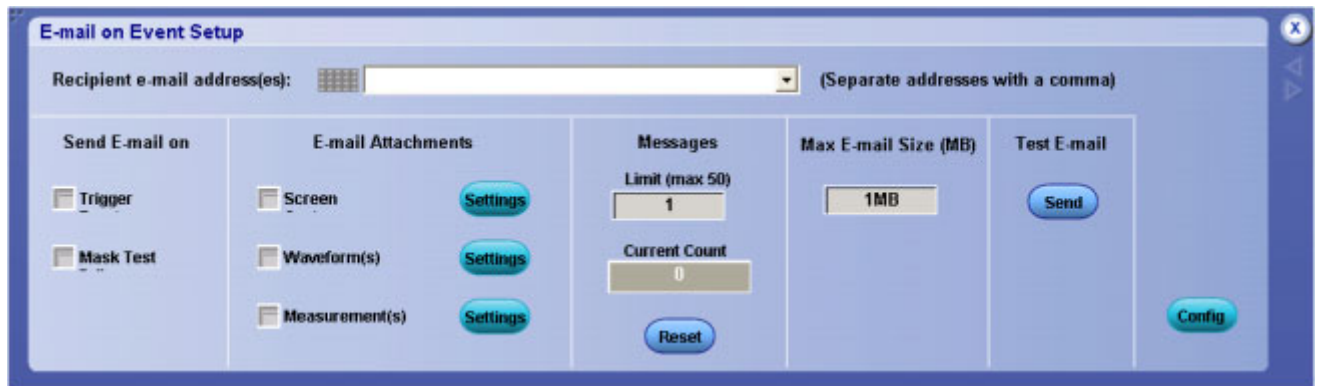 E-mail on Event Setup
x
Recipient e-mail address(es):
(Separate addresses with a comma)
Send E-mail on
E-mail Attachments
Messages
Max E-mail Size (MB)
Test E-mail
Limit (max 50)
Trigger
Screen
Settings
1
1MB
Send
Mask Test
Waveform(s)
Settings
Current Count
0
Measurement(s)
Settings
Reset
Config